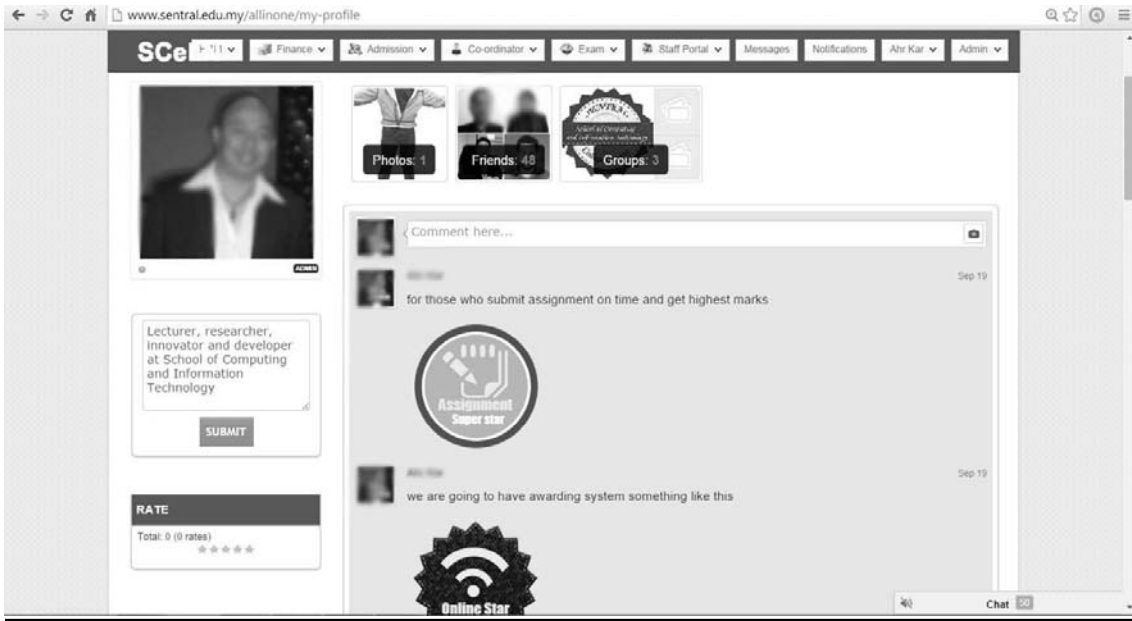 www.sentral.edu.my/allinone/my-profile
SCe
Finance
Admission
Co-ordinator
Exam
Staff Portal
Messages
Notifications
Ahr Kar
Admin
Photos: 1
Friends: 48
Groups: 3
ADMIN
Comment here...
Sep 19
for those who submit assignment on time and get highest marks
Assignment
Super star
Lecturer, researcher,
innovator and developer
at School of Computing
and Information
Technology
SUBMIT
Sep 19
we are going to have awarding system something like this
Online Star
RATE
Total: 0 (0 rates)
Chat 50